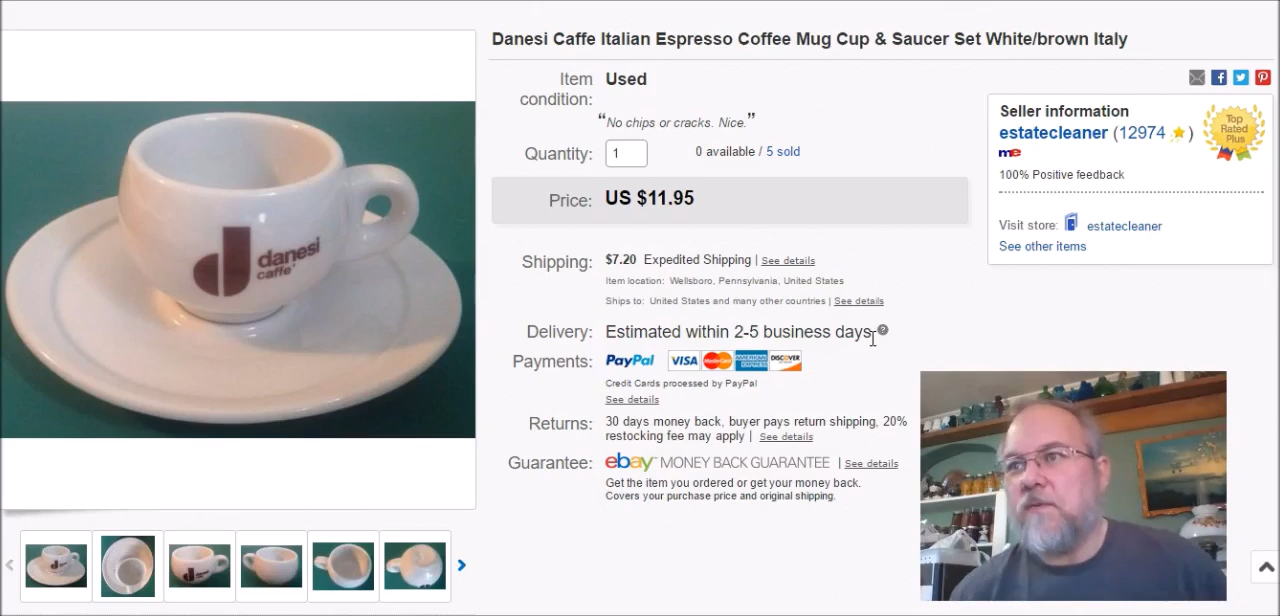 Danesi Caffe Italian Espresso Coffee Mug Cup & Saucer Set White/brown Italy
Item condition:
Used
“No chips or cracks. Nice.”
Quantity:
1
0 available / 5 sold
Price:
US $11.95
Shipping:
$7.20 Expedited Shipping | See details
Item location: Wellsboro, Pennsylvania, United States
Ships to: United States and many other countries | See details
Delivery:
Estimated within 2-5 business days
?
Payments:
PayPal VISA MasterCard AMERICAN EXPRESS DISCOVER
Credit Cards processed by PayPal
See details
Returns:
30 days money back, buyer pays return shipping, 20%
restocking fee may apply | See details
Guarantee:
ebay MONEY BACK GUARANTEE | See details
Get the item you ordered or get your money back.
Covers your purchase price and original shipping.
Seller information
estatecleaner (12974 )
me
100% Positive feedback
Top
Rated
Plus
Visit store: estatecleaner
See other items
d danesi
caffe'